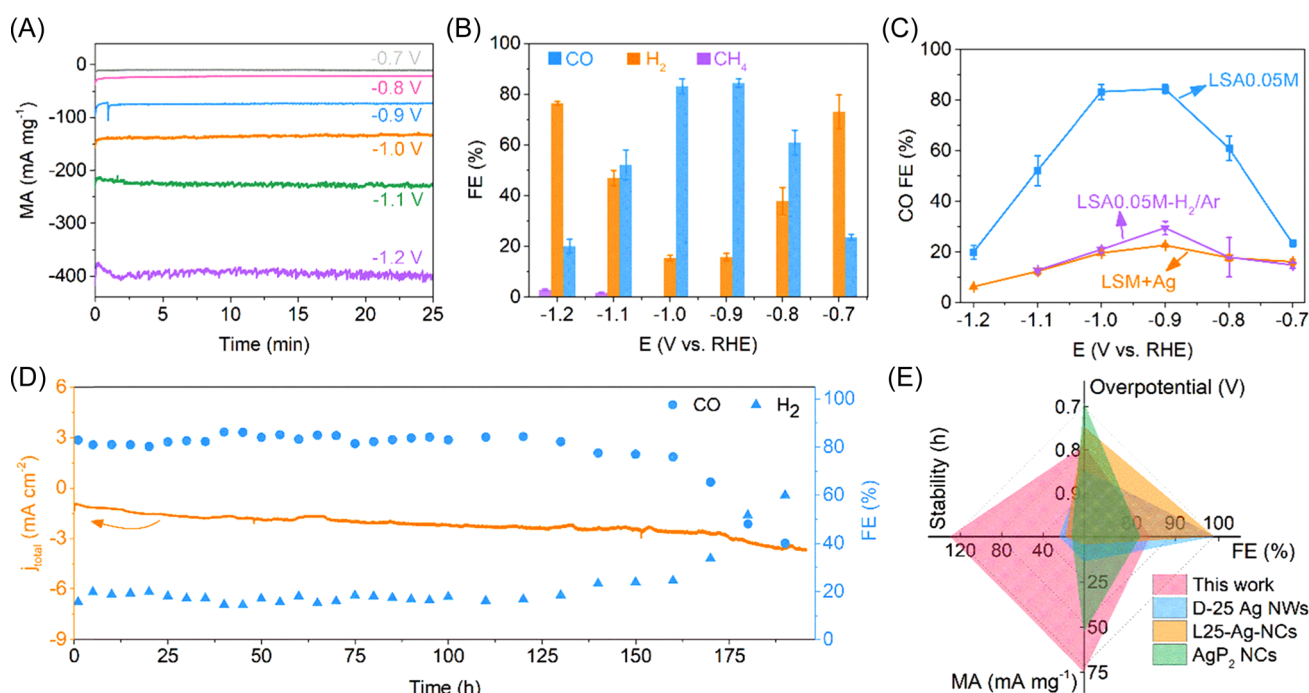 (A)
MA (mA mg⁻¹)
0
-50
-100
-150
-200
-250
-300
-350
-400
-0.7 V
-0.8 V
-0.9 V
-1.0 V
-1.1 V
-1.2 V
0 5 10 15 20 25
Time (min)
(B)
FE (%)
100
80
60
40
20
0
CO H₂ CH₄
-1.2 -1.1 -1.0 -0.9 -0.8 -0.7
E (V vs. RHE)
(C)
CO FE (%)
100
80
60
40
20
0
LSA0.05M
LSA0.05M-H₂/Ar
LSM+Ag
-1.2 -1.1 -1.0 -0.9 -0.8 -0.7
E (V vs. RHE)
(D)
j_total (mA cm⁻²)
6
3
0
-3
-6
-9
CO H₂
100
80
60
40
20
0
FE (%)
0 25 50 75 100 125 150 175
Time (h)
(E)
Overpotential (V)
0.7
0.8
0.9
Stability (h)
120 80 40
80 90 100
FE (%)
25
50
75
MA (mA mg⁻¹)
This work
D-25 Ag NWs
L25-Ag-NCs
AgP₂ NCs